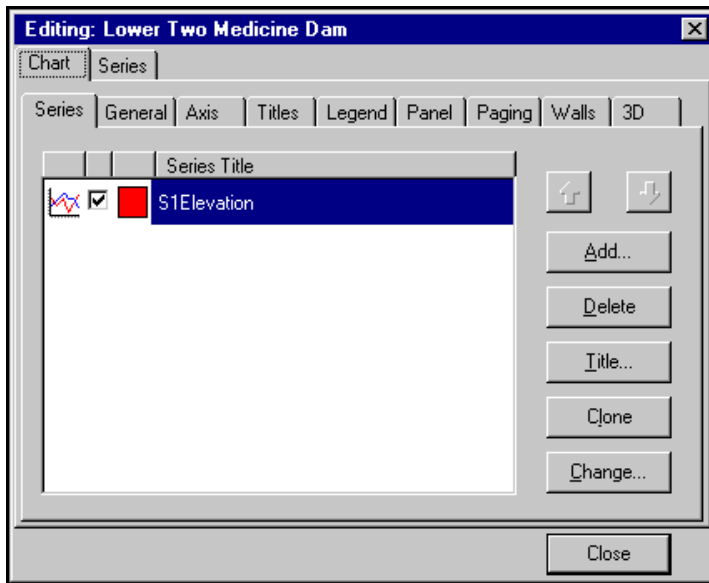 Editing: Lower Two Medicine Dam
Chart Series
Series General Axis Titles Legend Panel Paging Walls 3D
Series Title
S1Elevation
Add...
Delete
Title...
Clone
Change...
Close